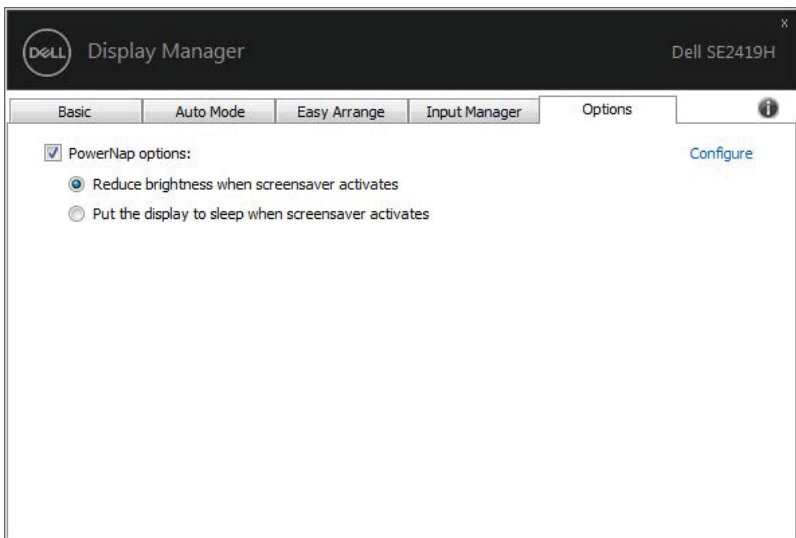 x
DELL Display Manager Dell SE2419H
Basic Auto Mode Easy Arrange Input Manager Options i
PowerNap options: Configure
Reduce brightness when screensaver activates
Put the display to sleep when screensaver activates